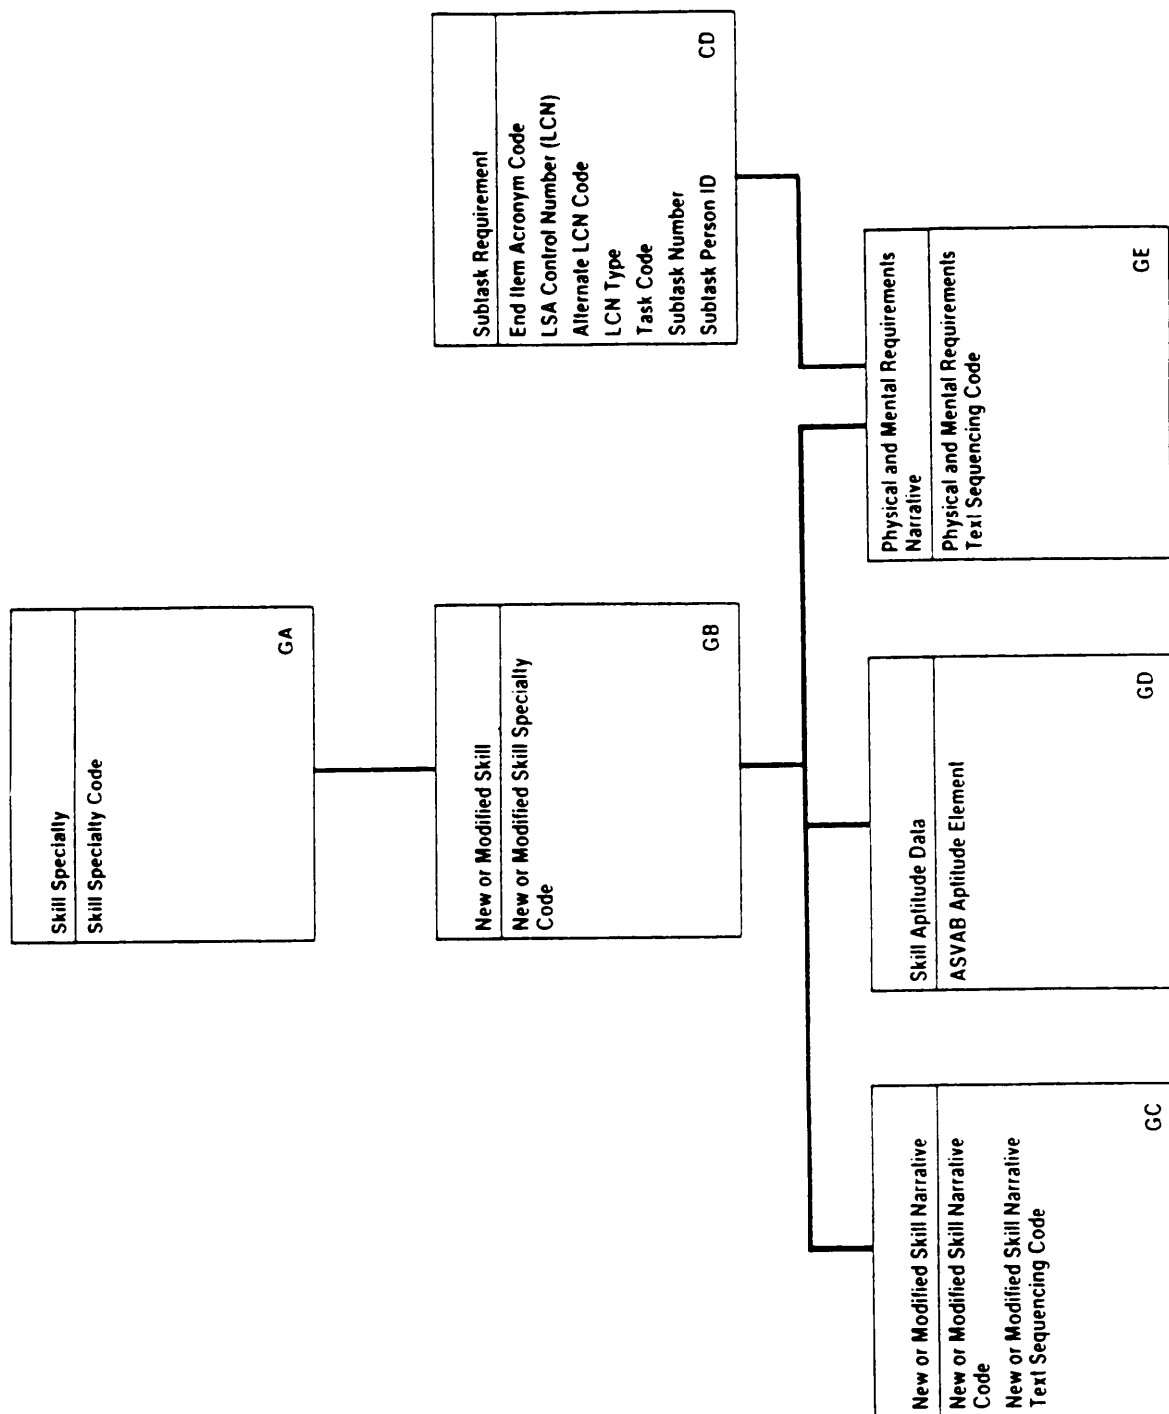 Skill Specialty
Skill Specialty Code
GA
New or Modified Skill
New or Modified Skill Specialty
Code
GB
Subtask Requirement
End Item Acronym Code
LSA Control Number (LCN)
Alternate LCN Code
LCN Type
Task Code
Subtask Number
Subtask Person ID
CD
New or Modified Skill Narrative
New or Modified Skill Narrative
Code
New or Modified Skill Narrative
Text Sequencing Code
GC
Skill Aptitude Data
ASVAB Aptitude Element
GD
Physical and Mental Requirements
Narrative
Physical and Mental Requirements
Text Sequencing Code
GE